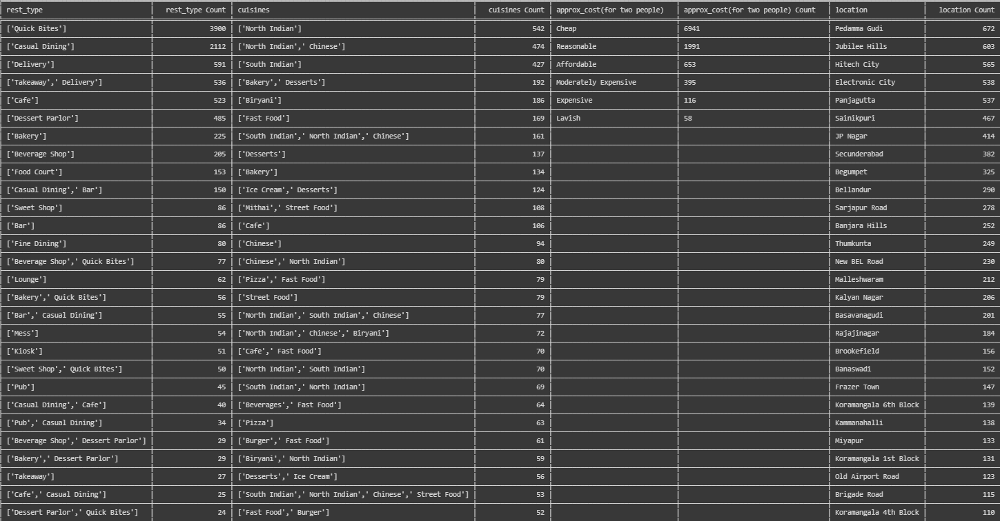 rest_type | rest_type Count | cuisines | cuisines Count | approx_cost(for two people) | approx_cost(for two people) Count | location | location Count
['Quick Bites'] | 3900 | ['North Indian'] | 542 | Cheap | 6941 | Pedamma Gudi | 672
['Casual Dining'] | 2112 | ['North Indian',' Chinese'] | 474 | Reasonable | 1991 | Jubilee Hills | 603
['Delivery'] | 591 | ['South Indian'] | 427 | Affordable | 653 | Hitech City | 565
['Takeaway',' Delivery'] | 536 | ['Bakery',' Desserts'] | 192 | Moderately Expensive | 395 | Electronic City | 538
['Cafe'] | 523 | ['Biryani'] | 186 | Expensive | 116 | Panjagutta | 537
['Dessert Parlor'] | 485 | ['Fast Food'] | 169 | Lavish | 58 | Sainikpuri | 467
['Bakery'] | 225 | ['South Indian',' North Indian',' Chinese'] | 161 | | | JP Nagar | 414
['Beverage Shop'] | 205 | ['Desserts'] | 137 | | | Secunderabad | 382
['Food Court'] | 153 | ['Bakery'] | 134 | | | Begumpet | 325
['Casual Dining',' Bar'] | 150 | ['Ice Cream',' Desserts'] | 124 | | | Bellandur | 290
['Sweet Shop'] | 86 | ['Mithai',' Street Food'] | 108 | | | Sarjapur Road | 278
['Bar'] | 86 | ['Cafe'] | 106 | | | Banjara Hills | 252
['Fine Dining'] | 80 | ['Chinese'] | 94 | | | Thumkunta | 249
['Beverage Shop',' Quick Bites'] | 77 | ['Chinese',' North Indian'] | 80 | | | New BEL Road | 230
['Lounge'] | 62 | ['Pizza',' Fast Food'] | 79 | | | Malleshwaram | 212
['Bakery',' Quick Bites'] | 56 | ['Street Food'] | 79 | | | Kalyan Nagar | 206
['Bar',' Casual Dining'] | 55 | ['North Indian',' South Indian',' Chinese'] | 77 | | | Basavanagudi | 201
['Mess'] | 54 | ['North Indian',' Chinese',' Biryani'] | 72 | | | Rajajinagar | 184
['Kiosk'] | 51 | ['Cafe',' Fast Food'] | 70 | | | Brookefield | 156
['Sweet Shop',' Quick Bites'] | 50 | ['North Indian',' South Indian'] | 70 | | | Banaswadi | 152
['Pub'] | 45 | ['South Indian',' North Indian'] | 69 | | | Frazer Town | 147
['Casual Dining',' Cafe'] | 40 | ['Beverages',' Fast Food'] | 64 | | | Koramangala 6th Block | 139
['Pub',' Casual Dining'] | 34 | ['Pizza'] | 63 | | | Kammanahalli | 138
['Beverage Shop',' Dessert Parlor'] | 29 | ['Burger',' Fast Food'] | 61 | | | Miyapur | 133
['Bakery',' Dessert Parlor'] | 29 | ['Biryani',' North Indian'] | 59 | | | Koramangala 1st Block | 131
['Takeaway'] | 27 | ['Desserts',' Ice Cream'] | 56 | | | Old Airport Road | 123
['Cafe',' Casual Dining'] | 25 | ['South Indian',' North Indian',' Chinese',' Street Food'] | 53 | | | Brigade Road | 115
['Dessert Parlor',' Quick Bites'] | 24 | ['Fast Food',' Burger'] | 52 | | | Koramangala 4th Block | 110